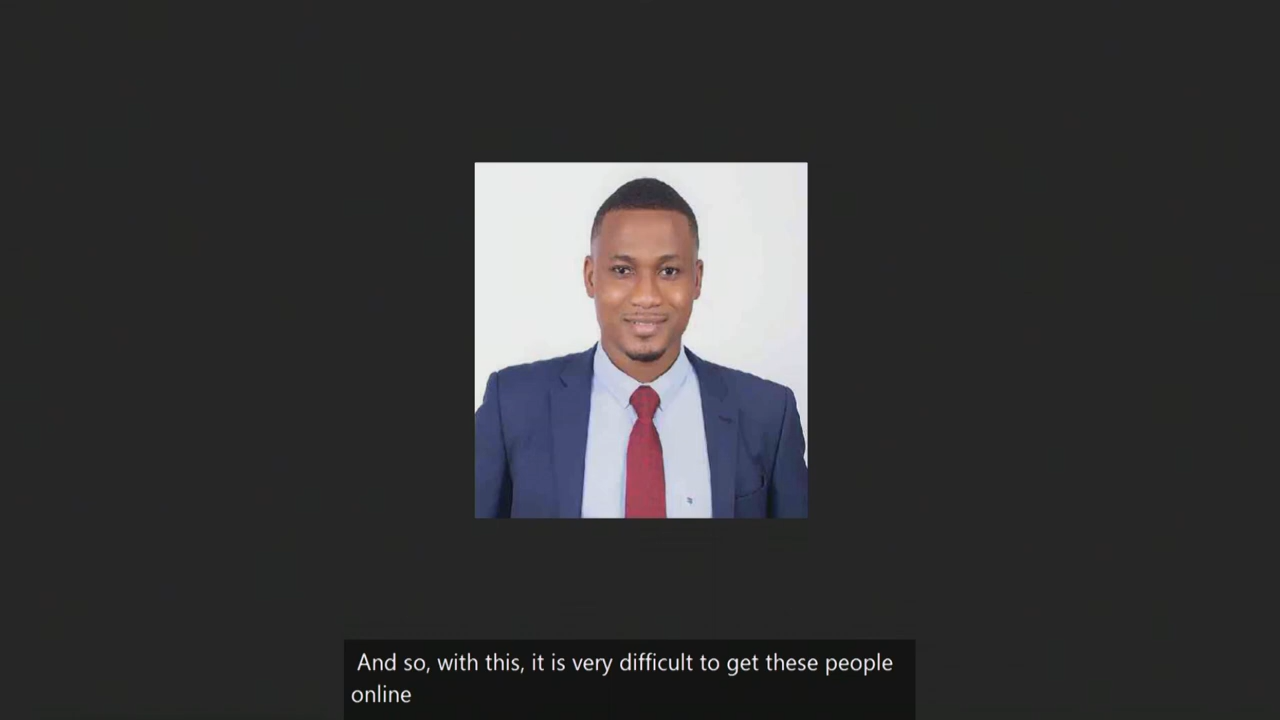 And so, with this, it is very difficult to get these people
online